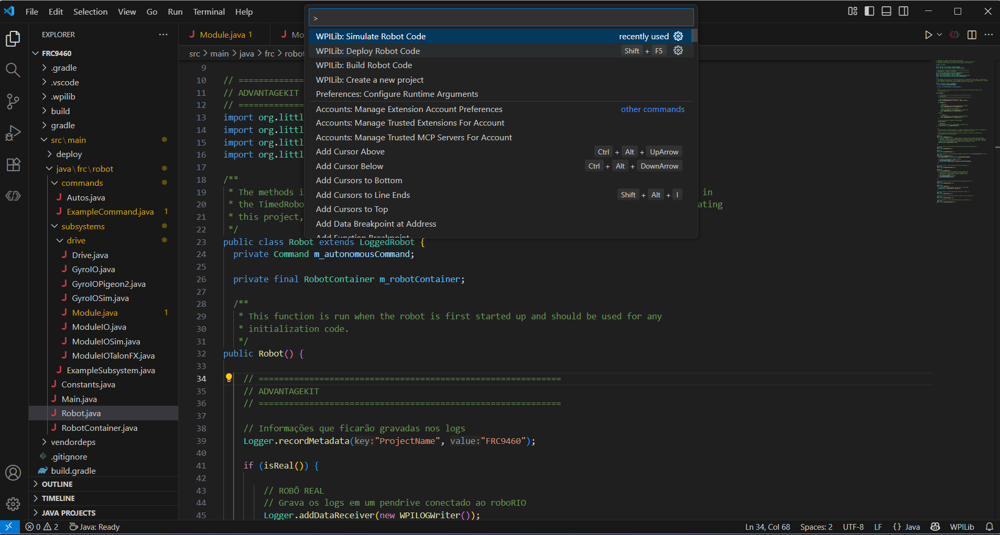 File Edit Selection View Go Run Terminal Help
>
WPILib: Simulate Robot Code recently used
WPILib: Deploy Robot Code Shift + F5
WPILib: Build Robot Code
WPILib: Create a new project
Preferences: Configure Runtime Arguments
Accounts: Manage Extension Account Preferences other commands
Accounts: Manage Trusted Extensions For Account
Accounts: Manage Trusted MCP Servers For Account
Add Cursor Above Ctrl + Alt + UpArrow
Add Cursor Below Ctrl + Alt + DownArrow
Add Cursors to Bottom
Add Cursors to Line Ends Shift + Alt + I
Add Cursors to Top
Add Data Breakpoint at Address
Add Function Breakpoint
EXPLORER
FRC9460
.gradle
.vscode
.wpilib
build
gradle
src\main
deploy
java\frc\robot
commands
Autos.java
ExampleCommand.java 1
subsystems
drive
Drive.java
GyroIO.java
GyroIOPigeon2.java
GyroIOSim.java
Module.java 1
ModuleIO.java
ModuleIOSim.java
ModuleIOTalonFX.java
ExampleSubsystem.java
Constants.java
Main.java
Robot.java
RobotContainer.java
vendordeps
.gitignore
build.gradle
OUTLINE
TIMELINE
JAVA PROJECTS
Module.java 1 Mo
src > main > java > frc > robot
9
10 // =============
11 // ADVANTAGEKIT
12 // =============
13 import org.littl
14 import org.littl
15 import org.littl
16 import org.littl
17
18 /**
19 * The methods i in
20 * the TimedRobo ating
21 * this project,
22 */
23 public class Robot extends LoggedRobot {
24 private Command m_autonomousCommand;
25
26 private final RobotContainer m_robotContainer;
27
28 /**
29 * This function is run when the robot is first started up and should be used for any
30 * initialization code.
31 */
32 public Robot() {
33
34 // ============================================================
35 // ADVANTAGEKIT
36 // ============================================================
37
38 // Informações que ficarão gravadas nos logs
39 Logger.recordMetadata(key:"ProjectName", value:"FRC9460");
40
41 if (isReal()) {
42
43 // ROBÔ REAL
44 // Grava os logs em um pendrive conectado ao roboRIO
45 Logger.addDataReceiver(new WPILOGWriter());
0 2 Java: Ready Ln 34, Col 68 Spaces: 2 UTF-8 LF {} Java WPILib